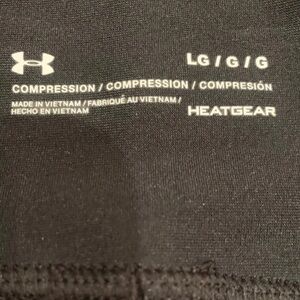 LG / G / G
COMPRESSION / COMPRESSION / COMPRESIÓN
MADE IN VIETNAM / FABRIQUÉ AU VIETNAM /
HECHO EN VIETNAM
HEATGEAR